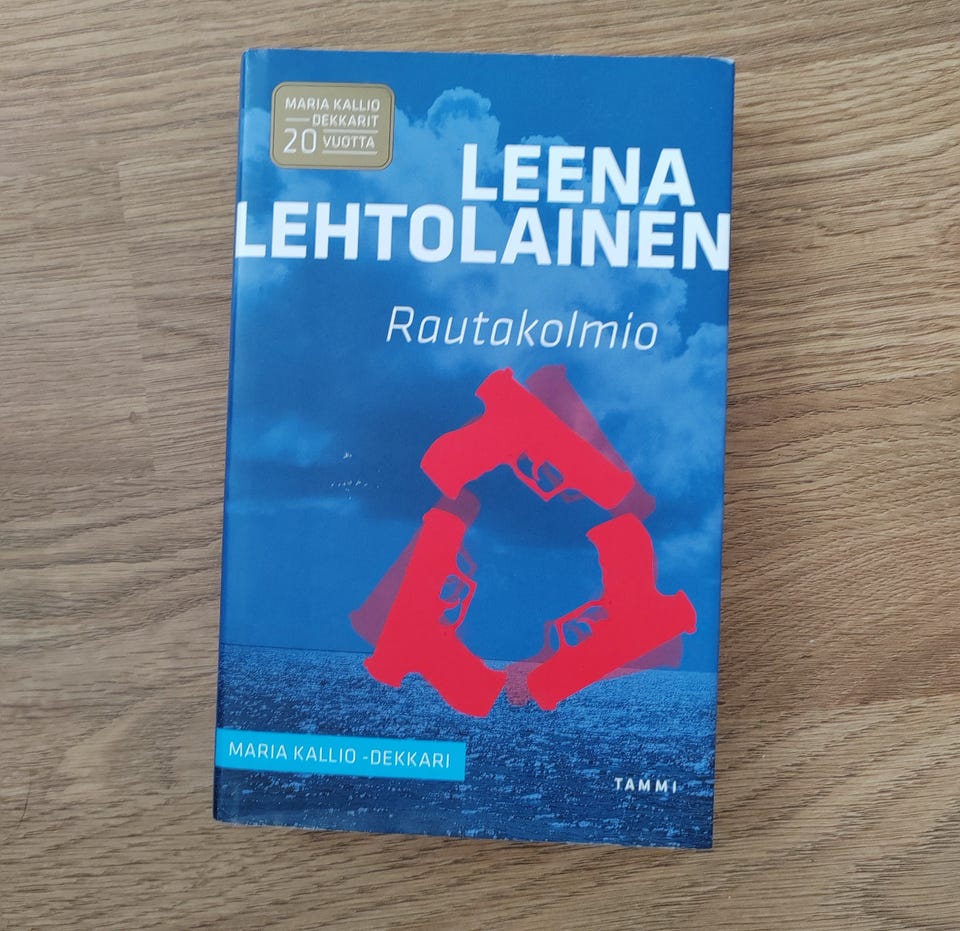 MARIA KALLIO
DEKKARIT
20 VUOTTA
LEENA
LEHTOLAINEN
Rautakolmio
MARIA KALLIO -DEKKARI
TAMMI